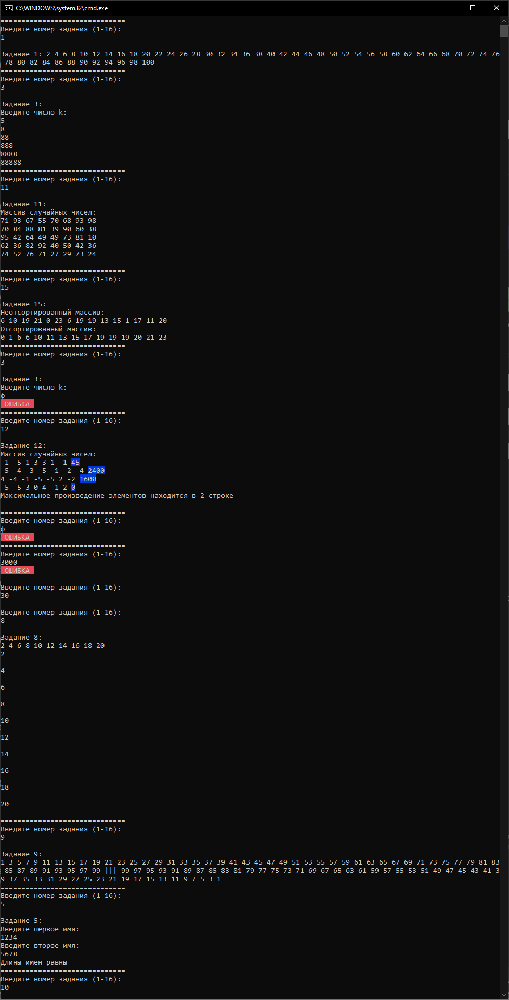 C:\WINDOWS\system32\cmd.exe
==============================
Введите номер задания (1-16):
1
Задание 1: 2 4 6 8 10 12 14 16 18 20 22 24 26 28 30 32 34 36 38 40 42 44 46 48 50 52 54 56 58 60 62 64 66 68 70 72 74 76
78 80 82 84 86 88 90 92 94 96 98 100
==============================
Введите номер задания (1-16):
3
Задание 3:
Введите число k:
5
8
88
888
8888
88888
==============================
Введите номер задания (1-16):
11
Задание 11:
Массив случайных чисел:
71 93 67 55 70 68 93 98
70 84 88 81 39 90 60 38
95 42 64 49 49 73 81 10
62 36 82 92 40 50 42 36
74 52 76 71 27 29 73 24
==============================
Введите номер задания (1-16):
15
Задание 15:
Неотсортированный массив:
6 10 19 21 0 23 6 19 19 13 15 1 17 11 20
Отсортированный массив:
0 1 6 6 10 11 13 15 17 19 19 19 20 21 23
==============================
Введите номер задания (1-16):
3
Задание 3:
Введите число k:
ф
ОШИБКА
==============================
Введите номер задания (1-16):
12
Задание 12:
Массив случайных чисел:
-1 -5 1 3 3 1 -1 45
-5 -4 -3 -5 -1 -2 -4 2400
4 -4 -1 -5 -5 2 -2 1600
-5 -5 3 0 4 -1 2 0
Максимальное произведение элементов находится в 2 строке
==============================
Введите номер задания (1-16):
ф
ОШИБКА
==============================
Введите номер задания (1-16):
3000
ОШИБКА
==============================
Введите номер задания (1-16):
30
==============================
Введите номер задания (1-16):
8
Задание 8:
2 4 6 8 10 12 14 16 18 20
2
4
6
8
10
12
14
16
18
20
==============================
Введите номер задания (1-16):
9
Задание 9:
1 3 5 7 9 11 13 15 17 19 21 23 25 27 29 31 33 35 37 39 41 43 45 47 49 51 53 55 57 59 61 63 65 67 69 71 73 75 77 79 81 83
85 87 89 91 93 95 97 99 ||| 99 97 95 93 91 89 87 85 83 81 79 77 75 73 71 69 67 65 63 61 59 57 55 53 51 49 47 45 43 41 3
9 37 35 33 31 29 27 25 23 21 19 17 15 13 11 9 7 5 3 1
==============================
Введите номер задания (1-16):
5
Задание 5:
Введите первое имя:
1234
Введите второе имя:
5678
Длины имен равны
==============================
Введите номер задания (1-16):
10